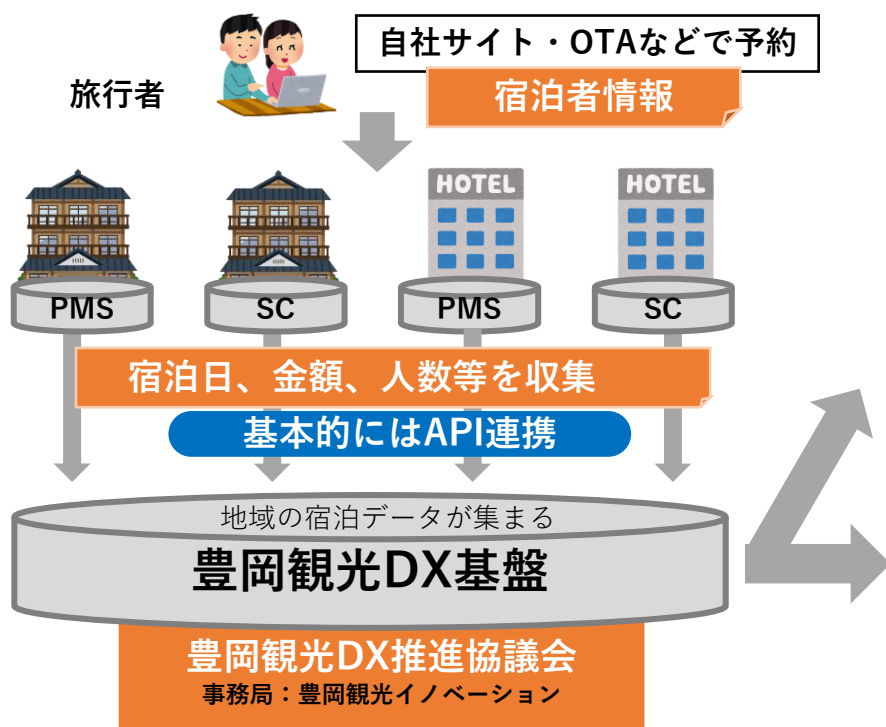 自社サイト・OTAなどで予約
旅行者
宿泊者情報
HOTEL
HOTEL
PMS
SC
PMS
SC
宿泊日、金額、人数等を収集
基本的にはAPI連携
地域の宿泊データが集まる
豊岡観光DX基盤
豊岡観光DX推進協議会
事務局：豊岡観光イノベーション